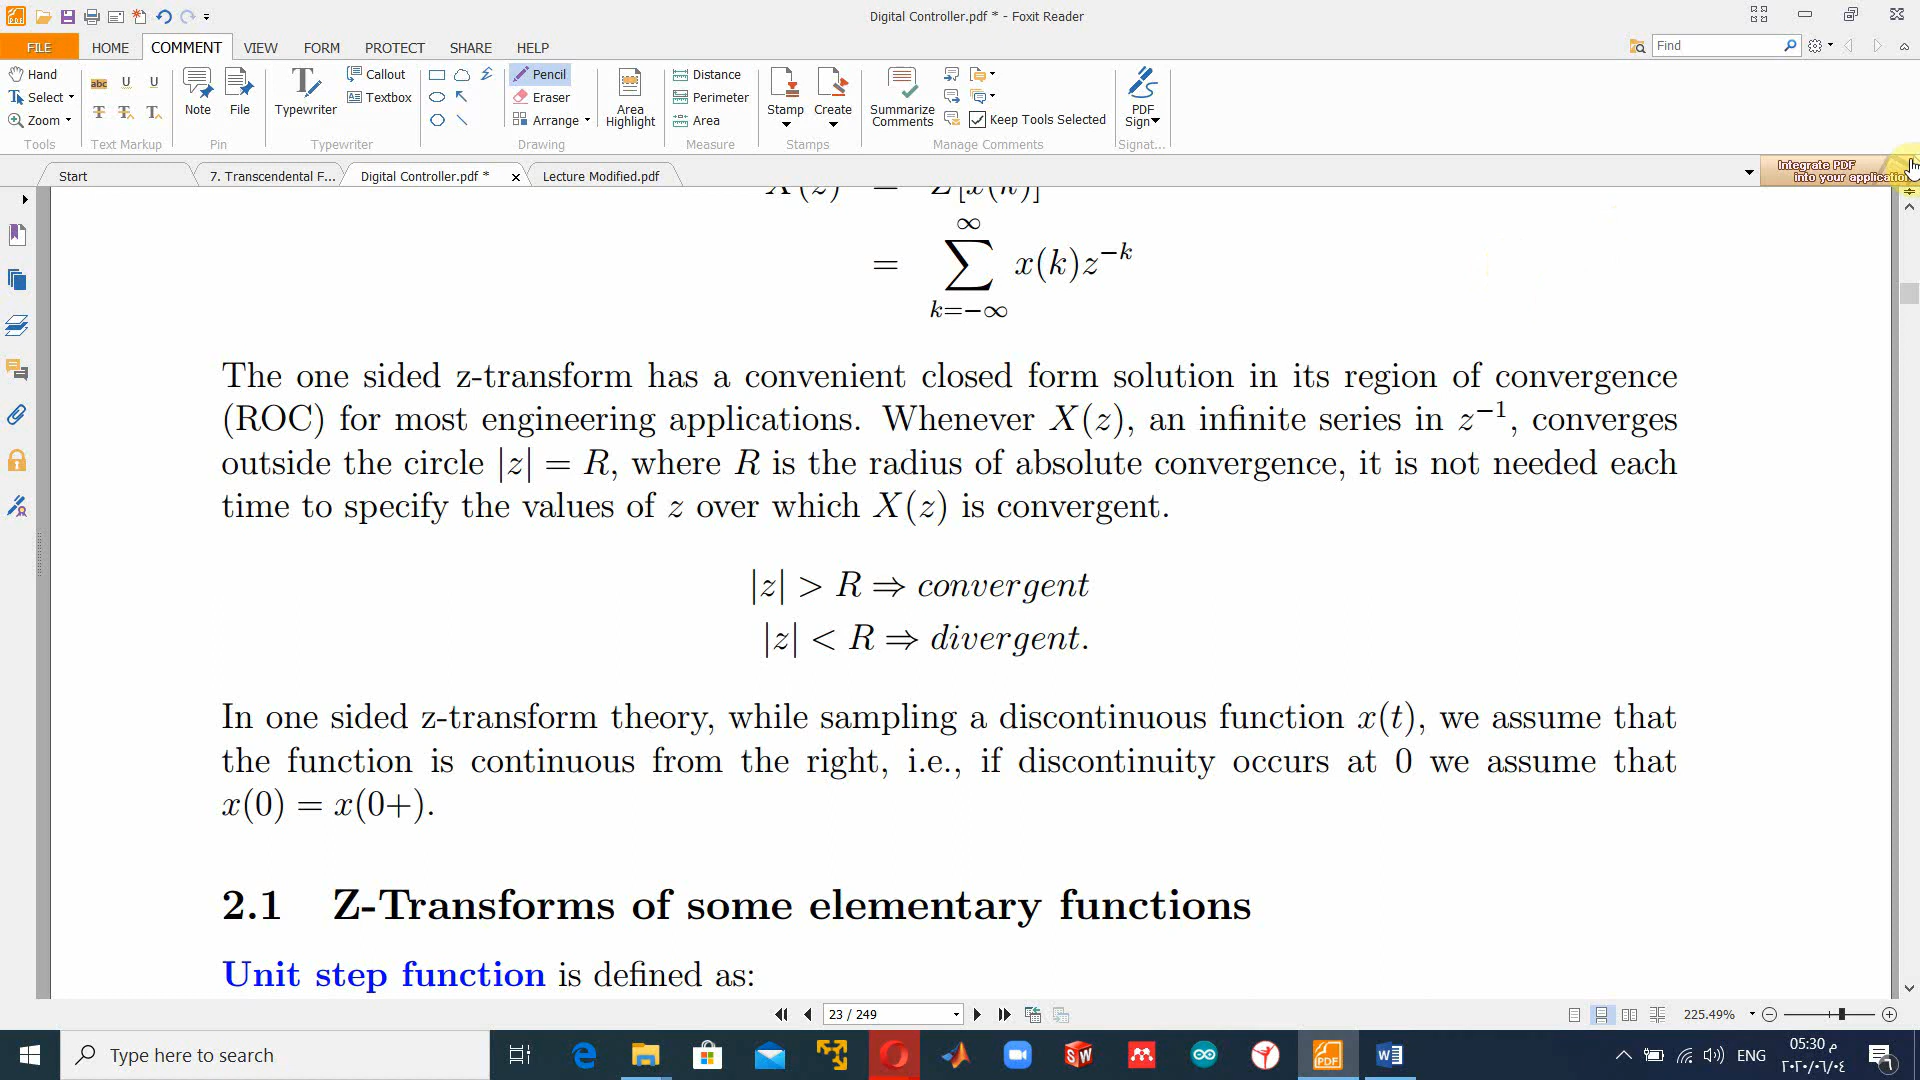 Digital Controller.pdf * - Foxit Reader
FILE HOME COMMENT VIEW FORM PROTECT SHARE HELP
Find
Hand
Select
Zoom
Tools
abc U U
T T T
Text Markup
Note File
Pin
Typewriter
Callout
Textbox
Typewriter
Pencil
Eraser
Arrange
Drawing
Area Highlight
Distance
Perimeter
Area
Measure
Stamp Create
Stamps
Summarize Comments
Keep Tools Selected
Manage Comments
PDF Sign
Signat...
Start
7. Transcendental F...
Digital Controller.pdf *
Lecture Modified.pdf
Integrate PDF
into your application
X(z) = Z[x(k)]
= ∑_{k=−∞}^{∞} x(k)z^{−k}
The one sided z-transform has a convenient closed form solution in its region of convergence
(ROC) for most engineering applications. Whenever X(z), an infinite series in z^{−1}, converges
outside the circle |z| = R, where R is the radius of absolute convergence, it is not needed each
time to specify the values of z over which X(z) is convergent.
|z| > R ⇒ convergent
|z| < R ⇒ divergent.
In one sided z-transform theory, while sampling a discontinuous function x(t), we assume that
the function is continuous from the right, i.e., if discontinuity occurs at 0 we assume that
x(0) = x(0+).
2.1 Z-Transforms of some elementary functions
Unit step function is defined as:
23 / 249
225.49%
Type here to search
ENG
05:30 م
٢٠٢٠/٠٦/٠٤
٦